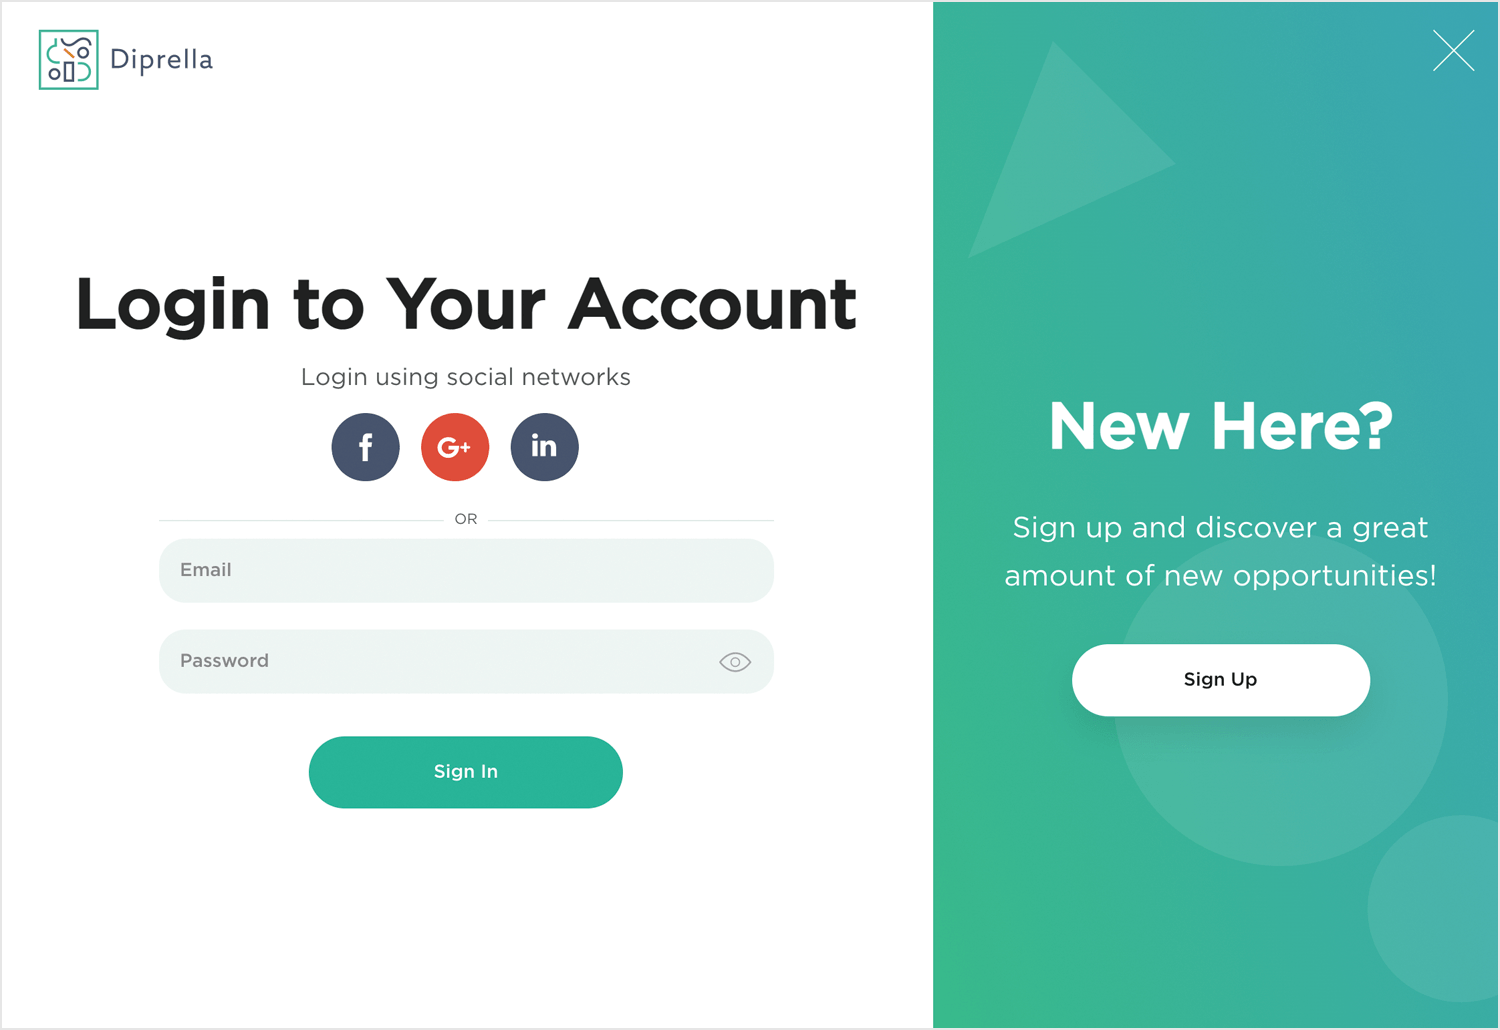 Diprella
Login to Your Account
Login using social networks
f G+ in
OR
Email
Password
Sign In
New Here?
Sign up and discover a great
amount of new opportunities!
Sign Up